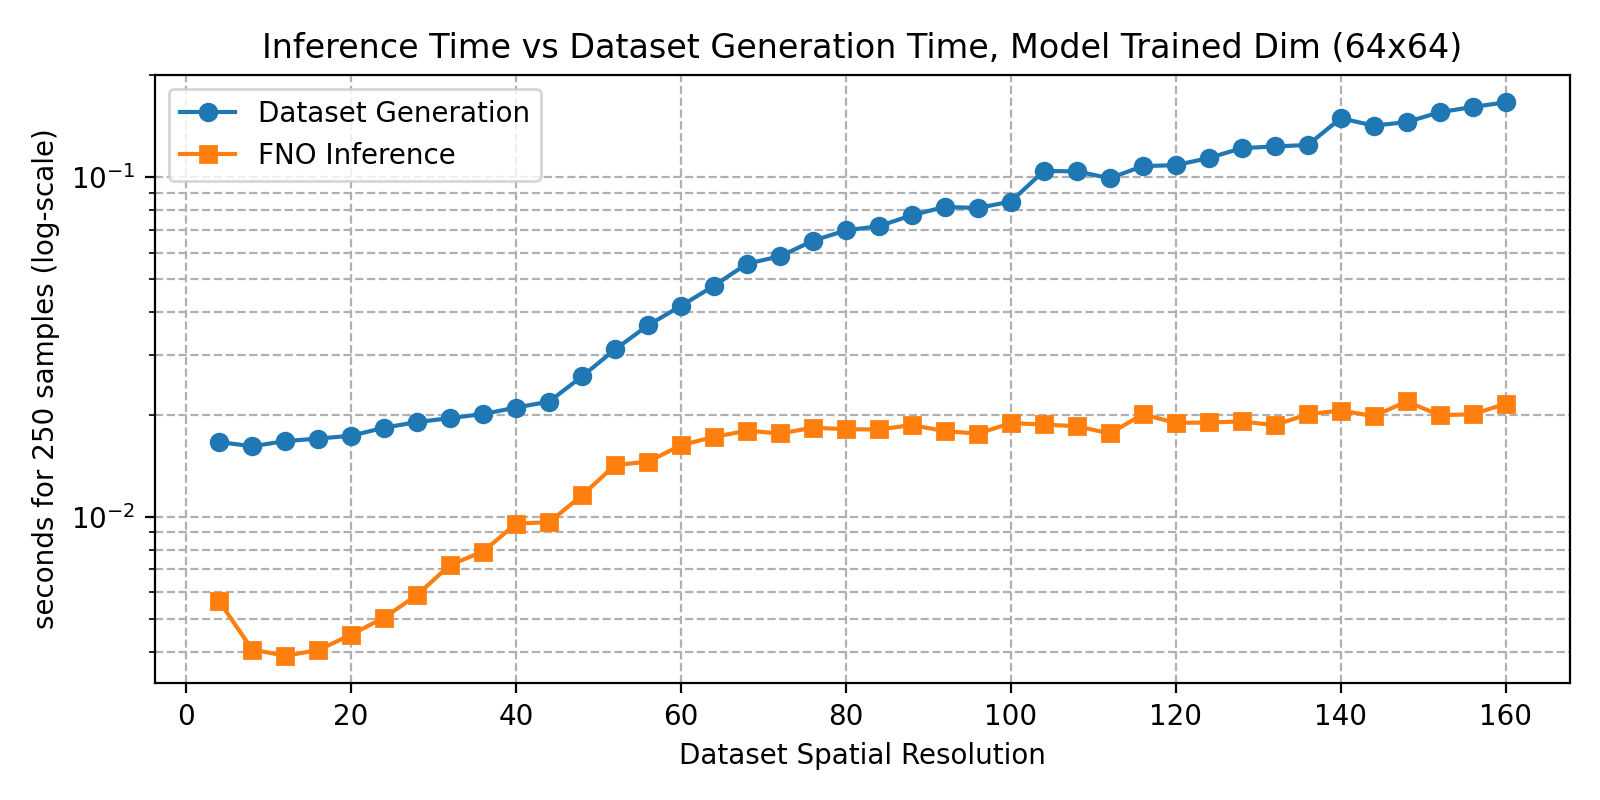 Inference Time vs Dataset Generation Time, Model Trained Dim (64x64)
Dataset Generation
FNO Inference
seconds for 250 samples (log-scale)
10⁻¹
10⁻²
0 20 40 60 80 100 120 140 160
Dataset Spatial Resolution